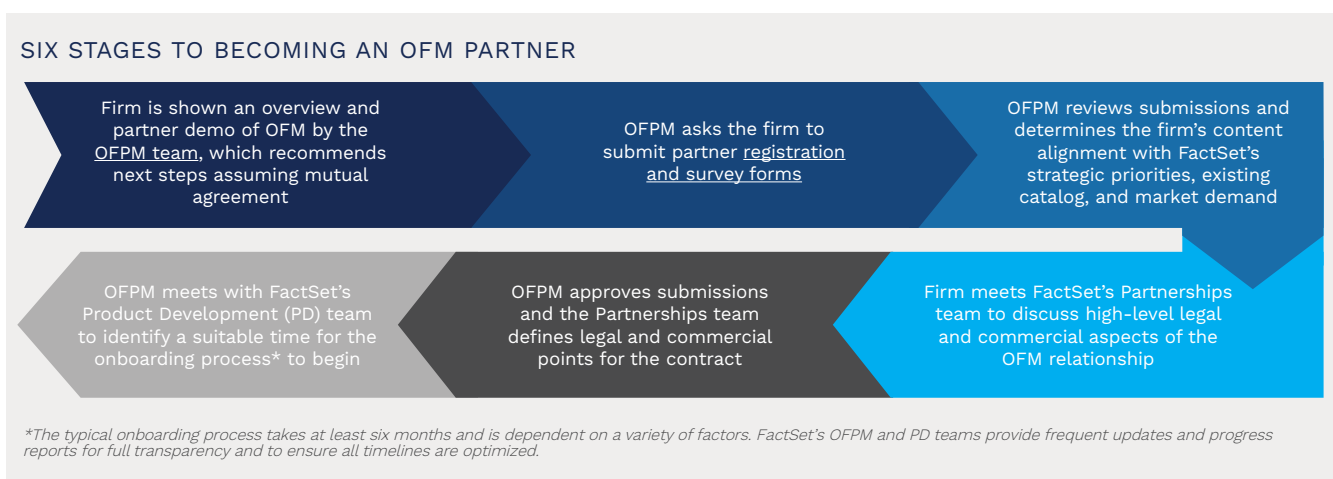 SIX STAGES TO BECOMING AN OFM PARTNER
Firm is shown an overview and
partner demo of OFM by the
OFPM team, which recommends
next steps assuming mutual
agreement
OFPM asks the firm to
submit partner registration
and survey forms
OFPM reviews submissions and
determines the firm's content
alignment with FactSet's
strategic priorities, existing
catalog, and market demand
Firm meets FactSet's Partnerships
team to discuss high-level legal
and commercial aspects of the
OFM relationship
OFPM approves submissions
and the Partnerships team
defines legal and commercial
points for the contract
OFPM meets with FactSet's
Product Development (PD) team
to identify a suitable time for the
onboarding process* to begin
*The typical onboarding process takes at least six months and is dependent on a variety of factors. FactSet's OFPM and PD teams provide frequent updates and progress
reports for full transparency and to ensure all timelines are optimized.